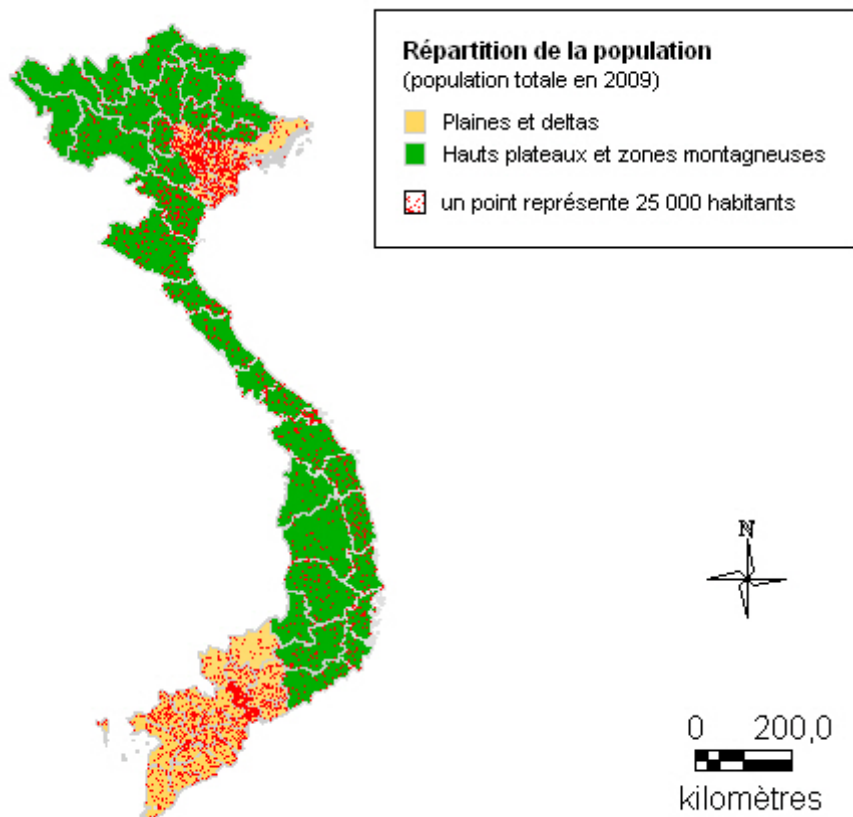 Répartition de la population
(population totale en 2009)
Plaines et deltas
Hauts plateaux et zones montagneuses
un point représente 25 000 habitants
N
0 200,0
kilomètres